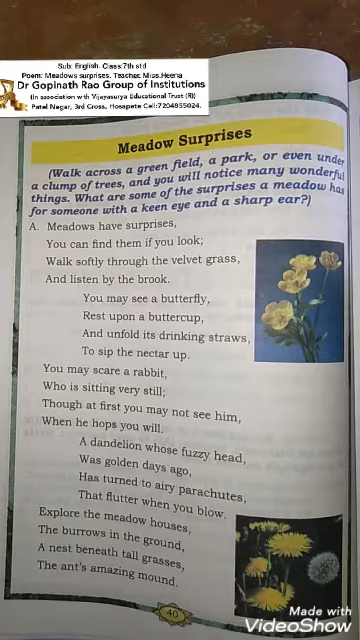 Sub: English. Class:7th std
Poem: Meadows surprises. Teacher. Miss.Heena
Dr Gopinath Rao Group of Institutions
(In association with Vijayasurya Educational Trust (R))
Patel Nagar, 3rd Cross, Hosapete Cell:7204855024.
Meadow Surprises
(Walk across a green field, a park, or even under
a clump of trees, and you will notice many wonderful
things. What are some of the surprises a meadow has
for someone with a keen eye and a sharp ear?)
A. Meadows have surprises,
You can find them if you look;
Walk softly through the velvet grass,
And listen by the brook.
You may see a butterfly,
Rest upon a buttercup,
And unfold its drinking straws,
To sip the nectar up.
You may scare a rabbit,
Who is sitting very still;
Though at first you may not see him,
When he hops you will.
A dandelion whose fuzzy head,
Was golden days ago,
Has turned to airy parachutes,
That flutter when you blow.
Explore the meadow houses,
The burrows in the ground,
A nest beneath tall grasses,
The ant's amazing mound.
40
Made with
VideoShow